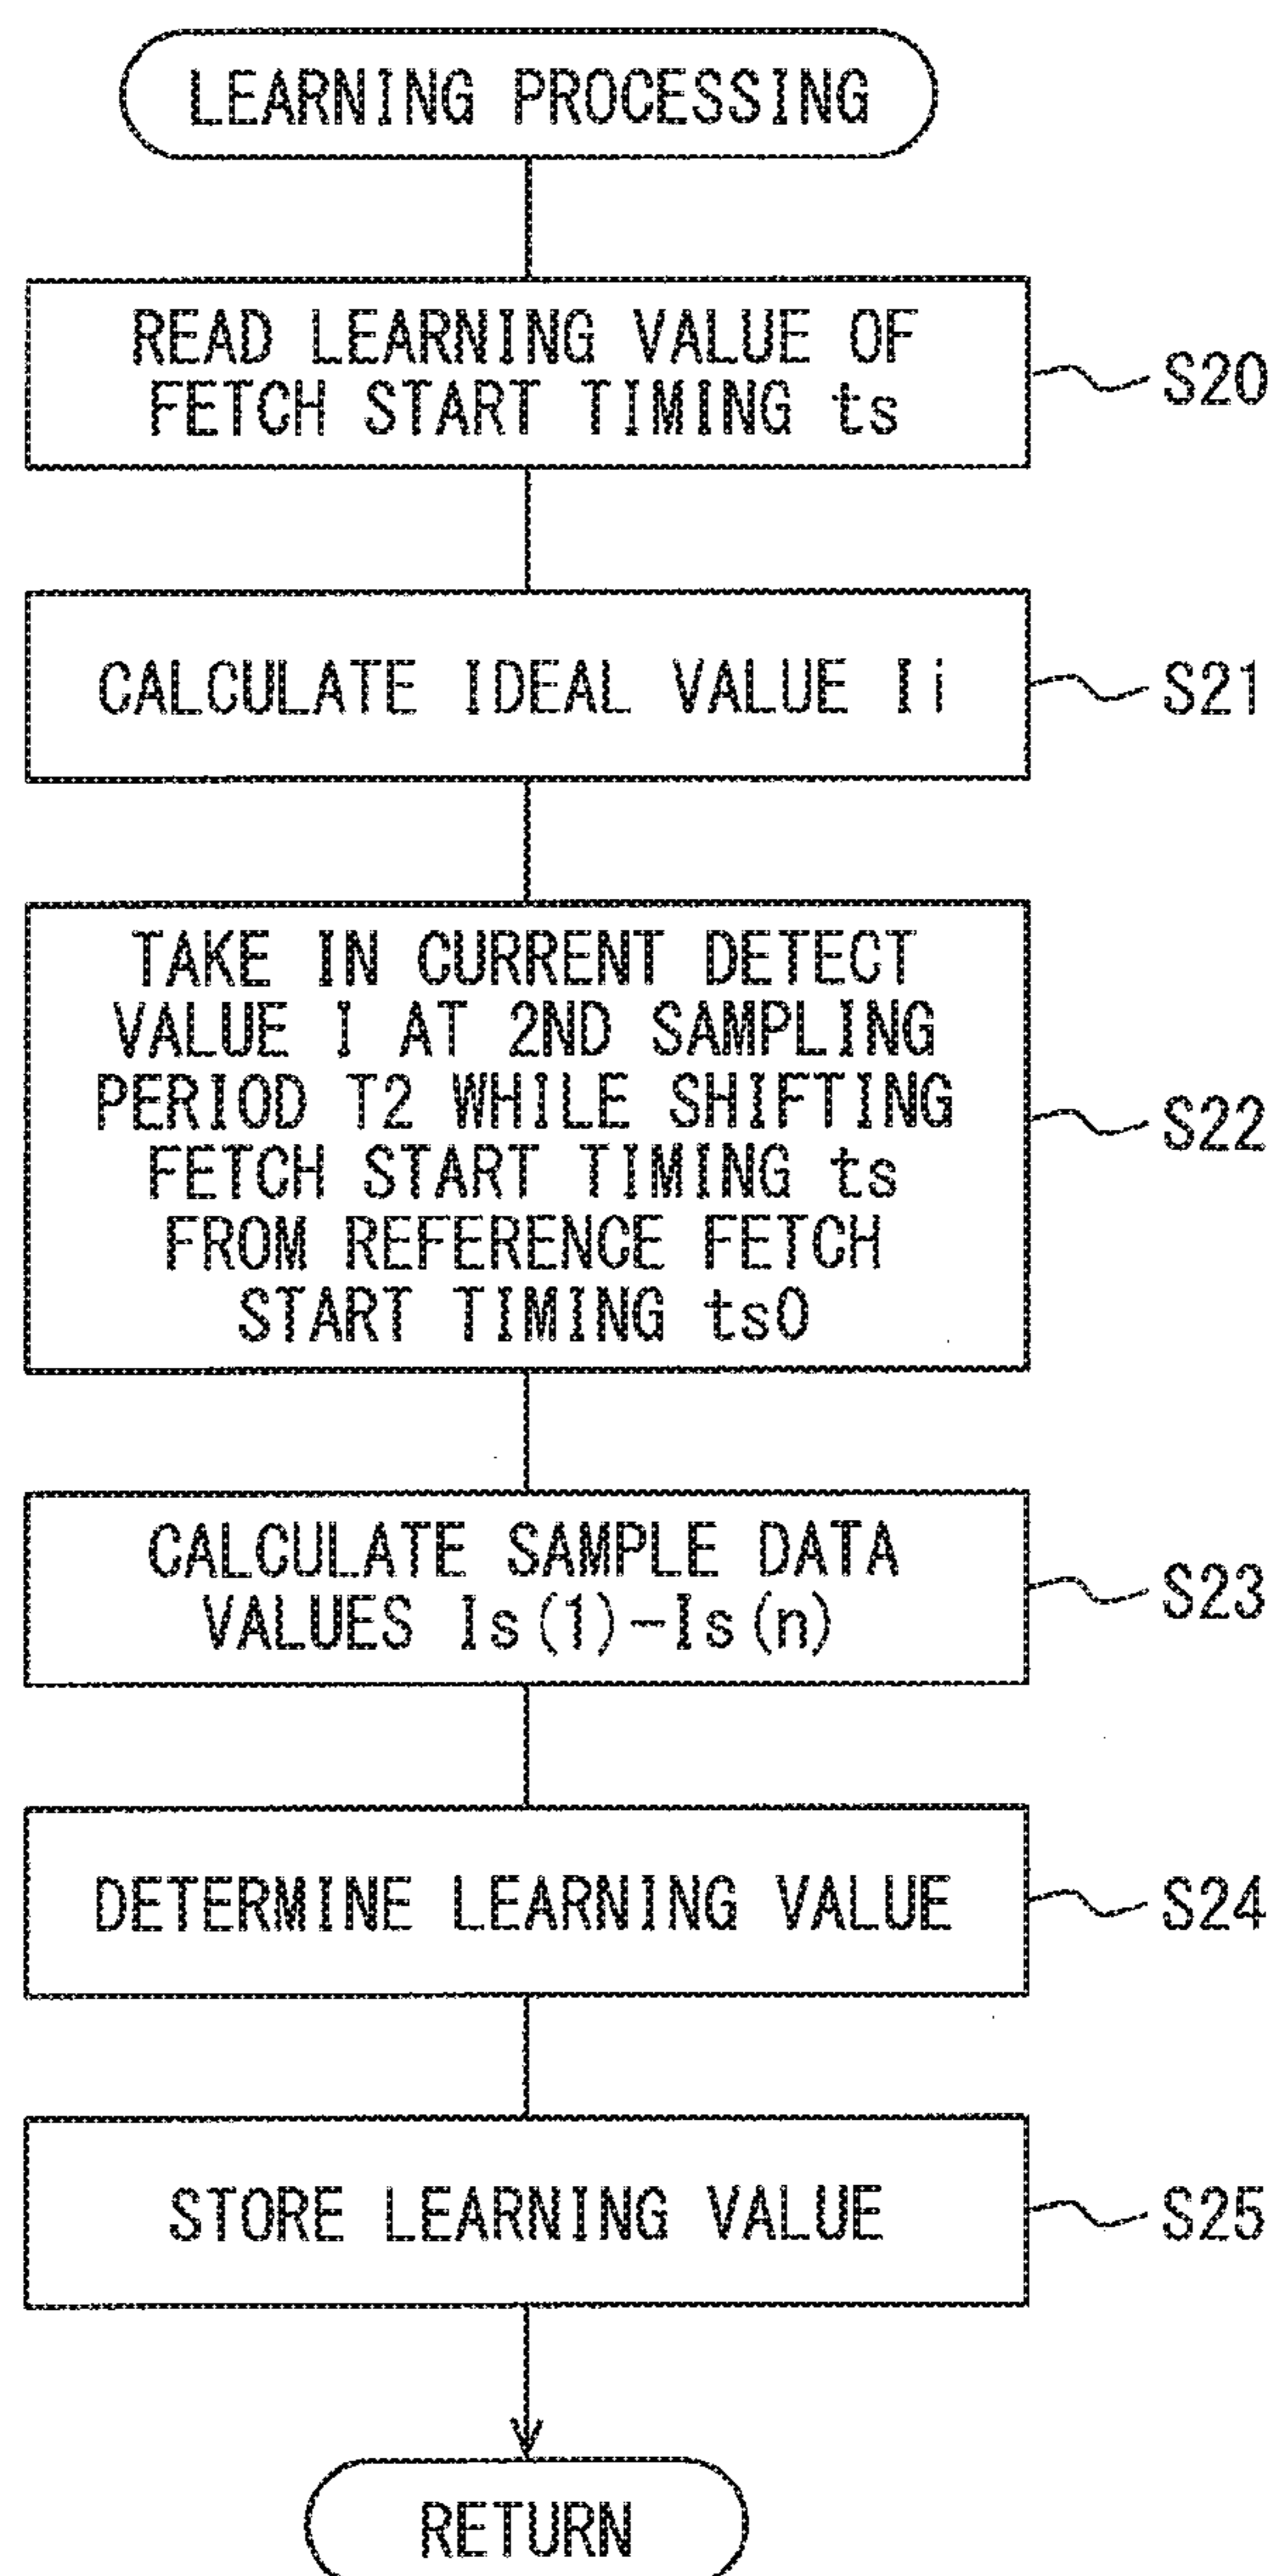 LEARNING PROCESSING
READ LEARNING VALUE OF
FETCH START TIMING ts
S20
CALCULATE IDEAL VALUE Ii
S21
TAKE IN CURRENT DETECT
VALUE I AT 2ND SAMPLING
PERIOD T2 WHILE SHIFTING
FETCH START TIMING ts
FROM REFERENCE FETCH
START TIMING ts0
S22
CALCULATE SAMPLE DATA
VALUES Is(1)-Is(n)
S23
DETERMINE LEARNING VALUE
S24
STORE LEARNING VALUE
S25
RETURN